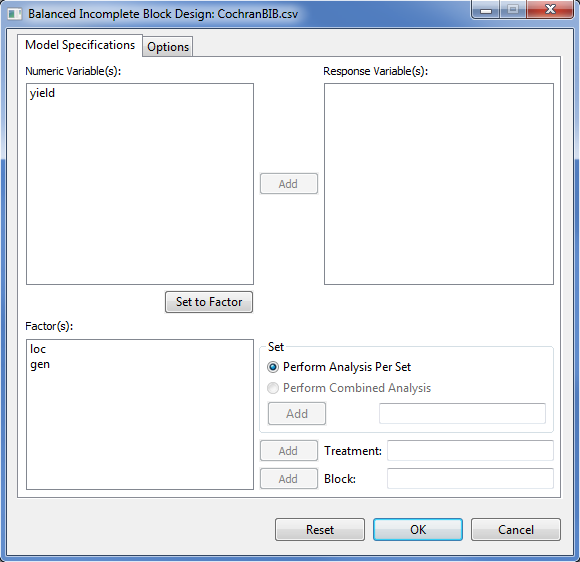 Balanced Incomplete Block Design: CochranBIB.csv
Model Specifications
Options
Numeric Variable(s):
Response Variable(s):
yield
Add
Set to Factor
Factor(s):
loc
gen
Set
Perform Analysis Per Set
Perform Combined Analysis
Add
Add
Treatment:
Add
Block:
Reset
OK
Cancel